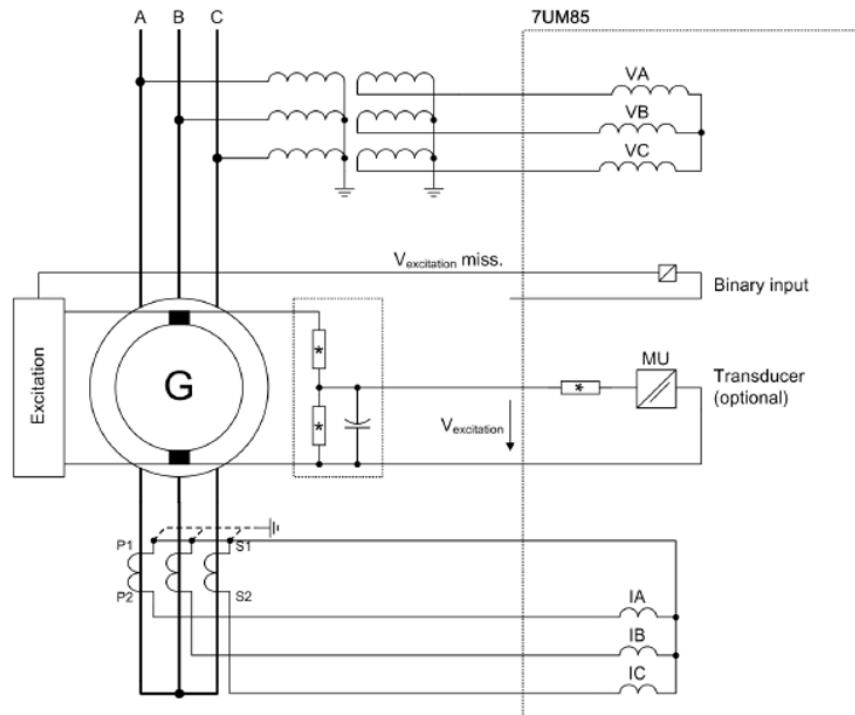 A B C
7UM85
VA
VB
VC
Vexcitation miss.
Binary input
Excitation
G
*
*
*
MU
Transducer
(optional)
Vexcitation
P1
S1
P2
S2
IA
IB
IC